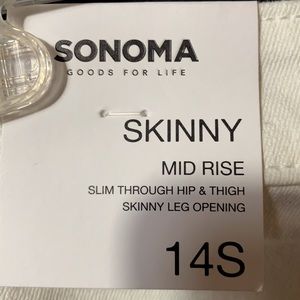 SONOMA
GOODS FOR LIFE
SKINNY
MID RISE
SLIM THROUGH HIP & THIGH
SKINNY LEG OPENING
14S